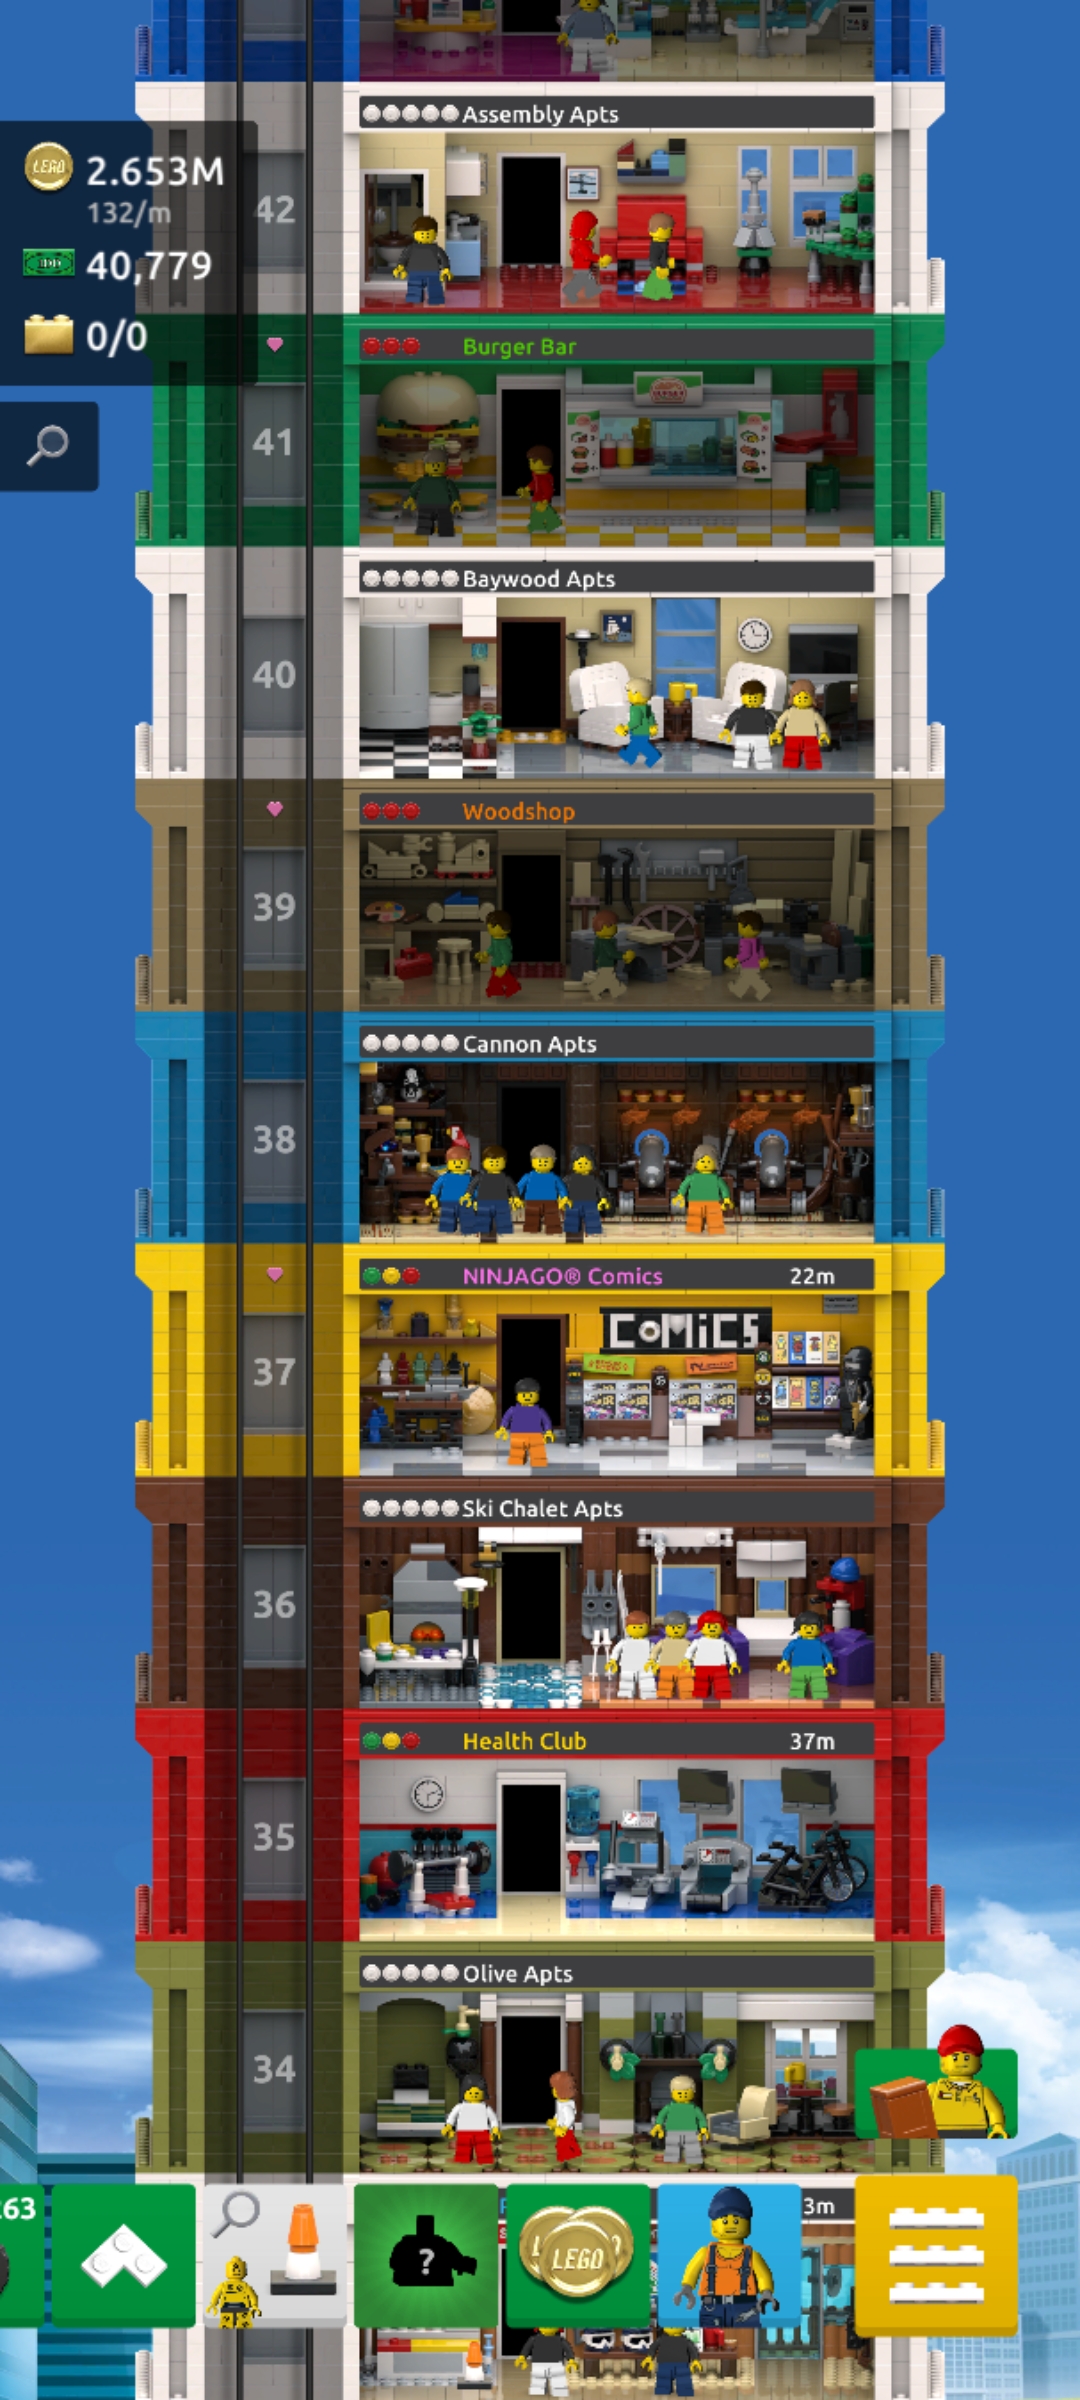 Assembly Apts
LEGO 2.653M
132/m
42
40,779
0/0
Burger Bar
41
Baywood Apts
40
Woodshop
39
Cannon Apts
38
NINJAGO® Comics 22m
COMiCS
37
Ski Chalet Apts
36
Health Club 37m
35
Olive Apts
34
263
3m
?
LEGO